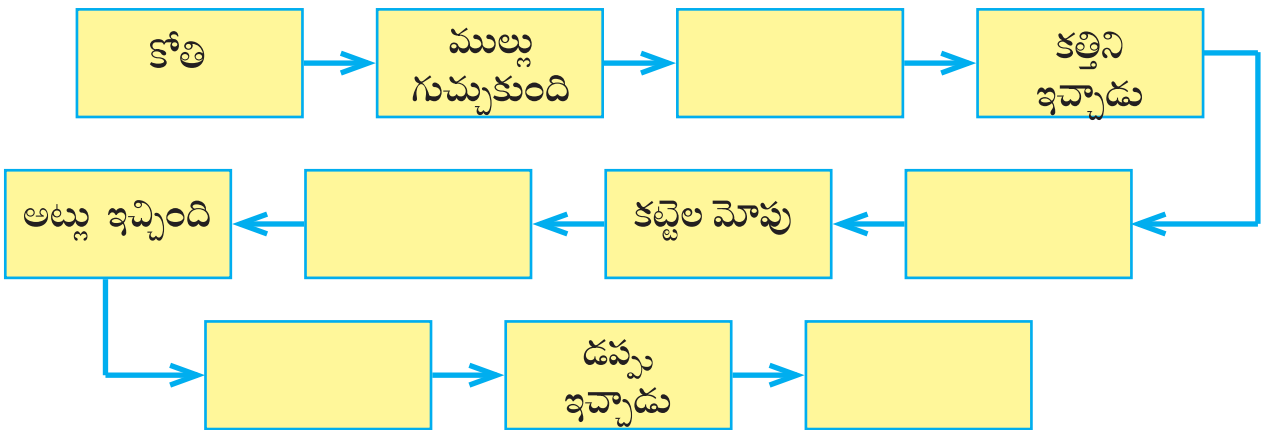 కోతి
ముల్లు
గుచ్చుకుంది
కత్తిని
ఇచ్చాడు
కట్టెల మోపు
అట్లు ఇచ్చింది
డప్పు
ఇచ్చాడు